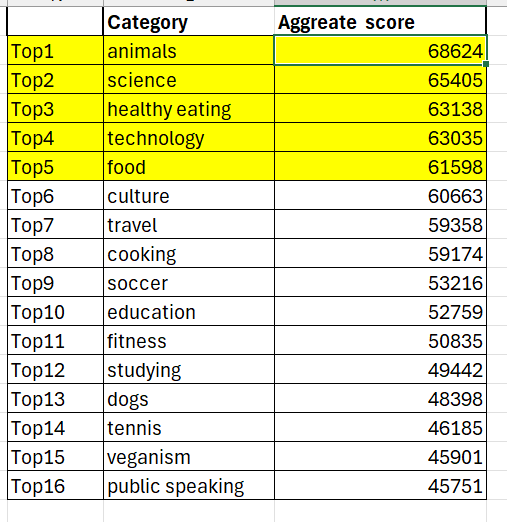 Category Aggreate score
Top1 animals 68624
Top2 science 65405
Top3 healthy eating 63138
Top4 technology 63035
Top5 food 61598
Top6 culture 60663
Top7 travel 59358
Top8 cooking 59174
Top9 soccer 53216
Top10 education 52759
Top11 fitness 50835
Top12 studying 49442
Top13 dogs 48398
Top14 tennis 46185
Top15 veganism 45901
Top16 public speaking 45751